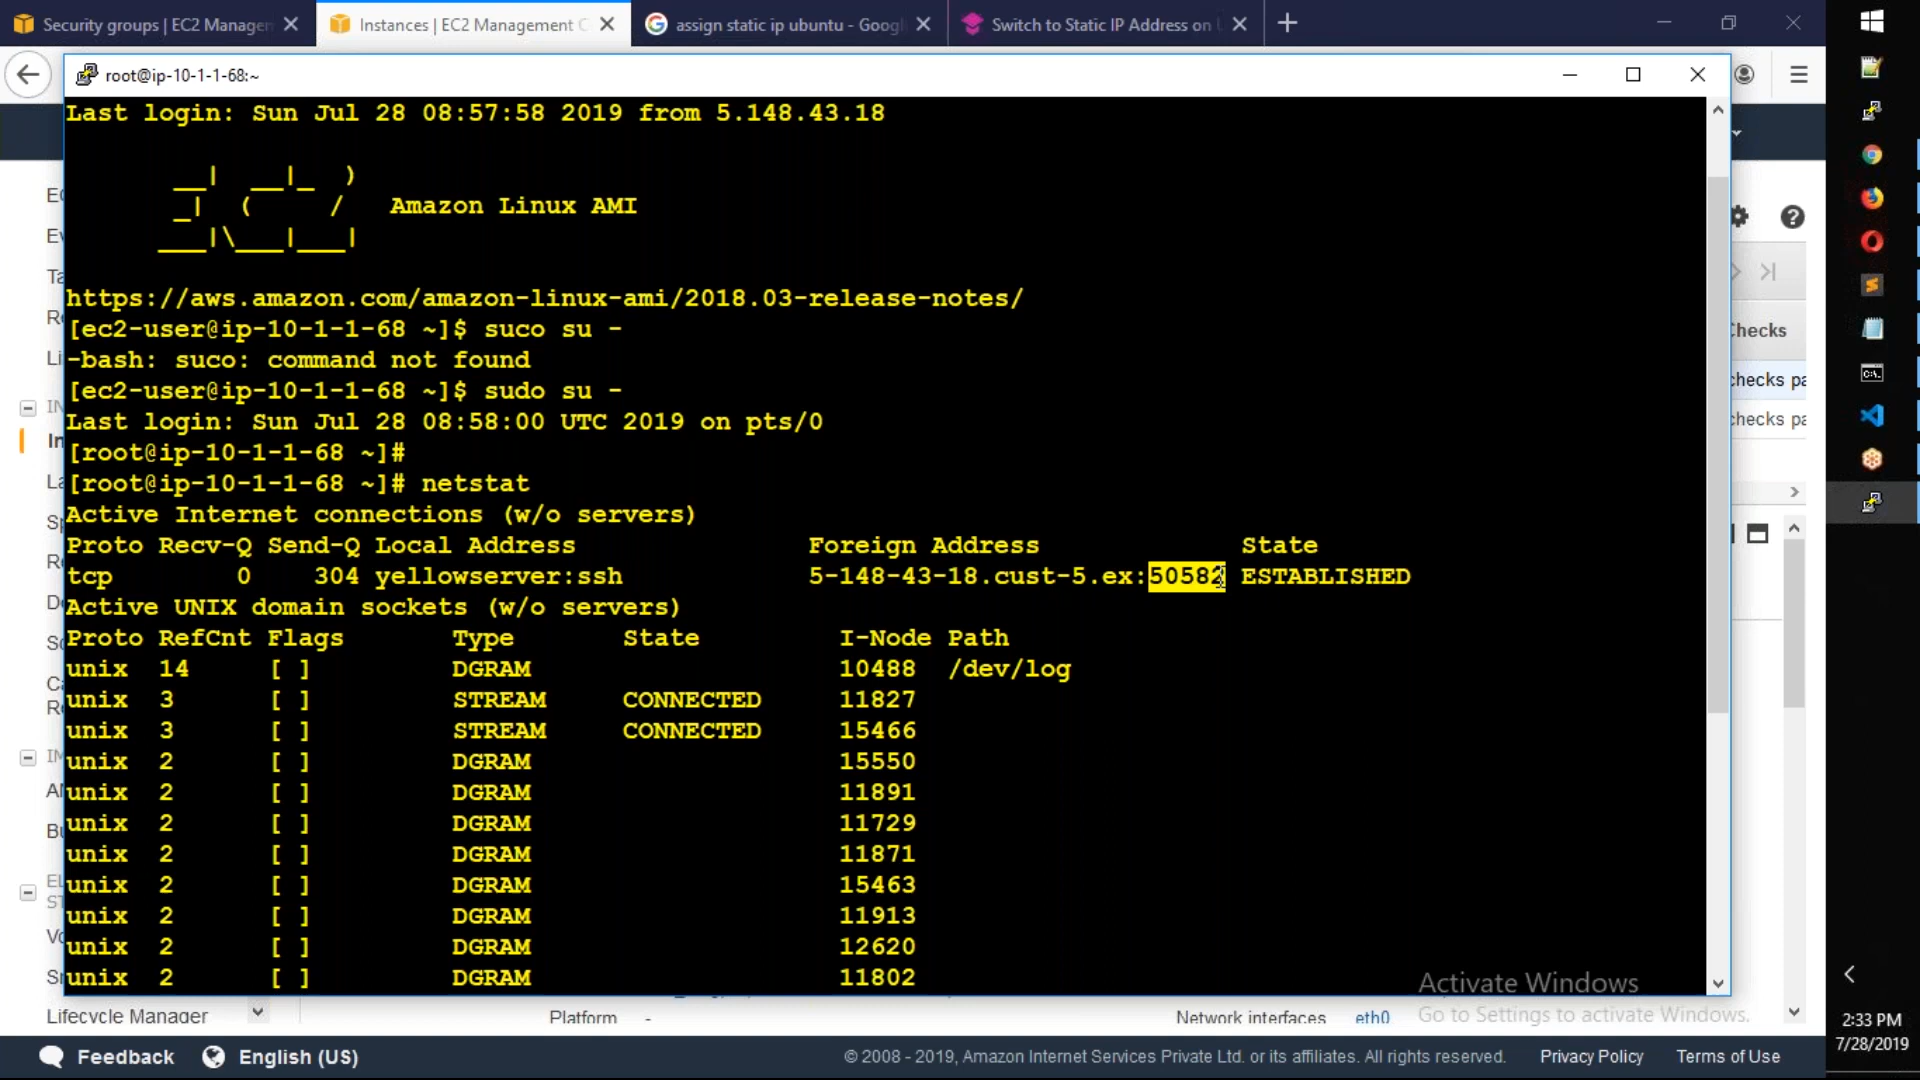 Security groups | EC2 Manager
Instances | EC2 Management C
assign static ip ubuntu - Googl
Switch to Static IP Address on
root@ip-10-1-1-68:~
Last login: Sun Jul 28 08:57:58 2019 from 5.148.43.18
__|  __|_  )
_|  (     /   Amazon Linux AMI
___|\___|___|
https://aws.amazon.com/amazon-linux-ami/2018.03-release-notes/
[ec2-user@ip-10-1-1-68 ~]$ suco su -
-bash: suco: command not found
[ec2-user@ip-10-1-1-68 ~]$ sudo su -
Last login: Sun Jul 28 08:58:00 UTC 2019 on pts/0
[root@ip-10-1-1-68 ~]#
[root@ip-10-1-1-68 ~]# netstat
Active Internet connections (w/o servers)
Proto Recv-Q Send-Q Local Address Foreign Address State
tcp 0 304 yellowserver:ssh 5-148-43-18.cust-5.ex:50582 ESTABLISHED
Active UNIX domain sockets (w/o servers)
Proto RefCnt Flags Type State I-Node Path
unix 14 [ ] DGRAM 10488 /dev/log
unix 3 [ ] STREAM CONNECTED 11827
unix 3 [ ] STREAM CONNECTED 15466
unix 2 [ ] DGRAM 15550
unix 2 [ ] DGRAM 11891
unix 2 [ ] DGRAM 11729
unix 2 [ ] DGRAM 11871
unix 2 [ ] DGRAM 15463
unix 2 [ ] DGRAM 11913
unix 2 [ ] DGRAM 12620
unix 2 [ ] DGRAM 11802
Checks
checks pa
checks pa
Activate Windows
Go to Settings to activate Windows.
Lifecycle Manager
Platform -
Network interfaces eth0
Feedback
English (US)
© 2008 - 2019, Amazon Internet Services Private Ltd. or its affiliates. All rights reserved.
Privacy Policy
Terms of Use
2:33 PM
7/28/2019